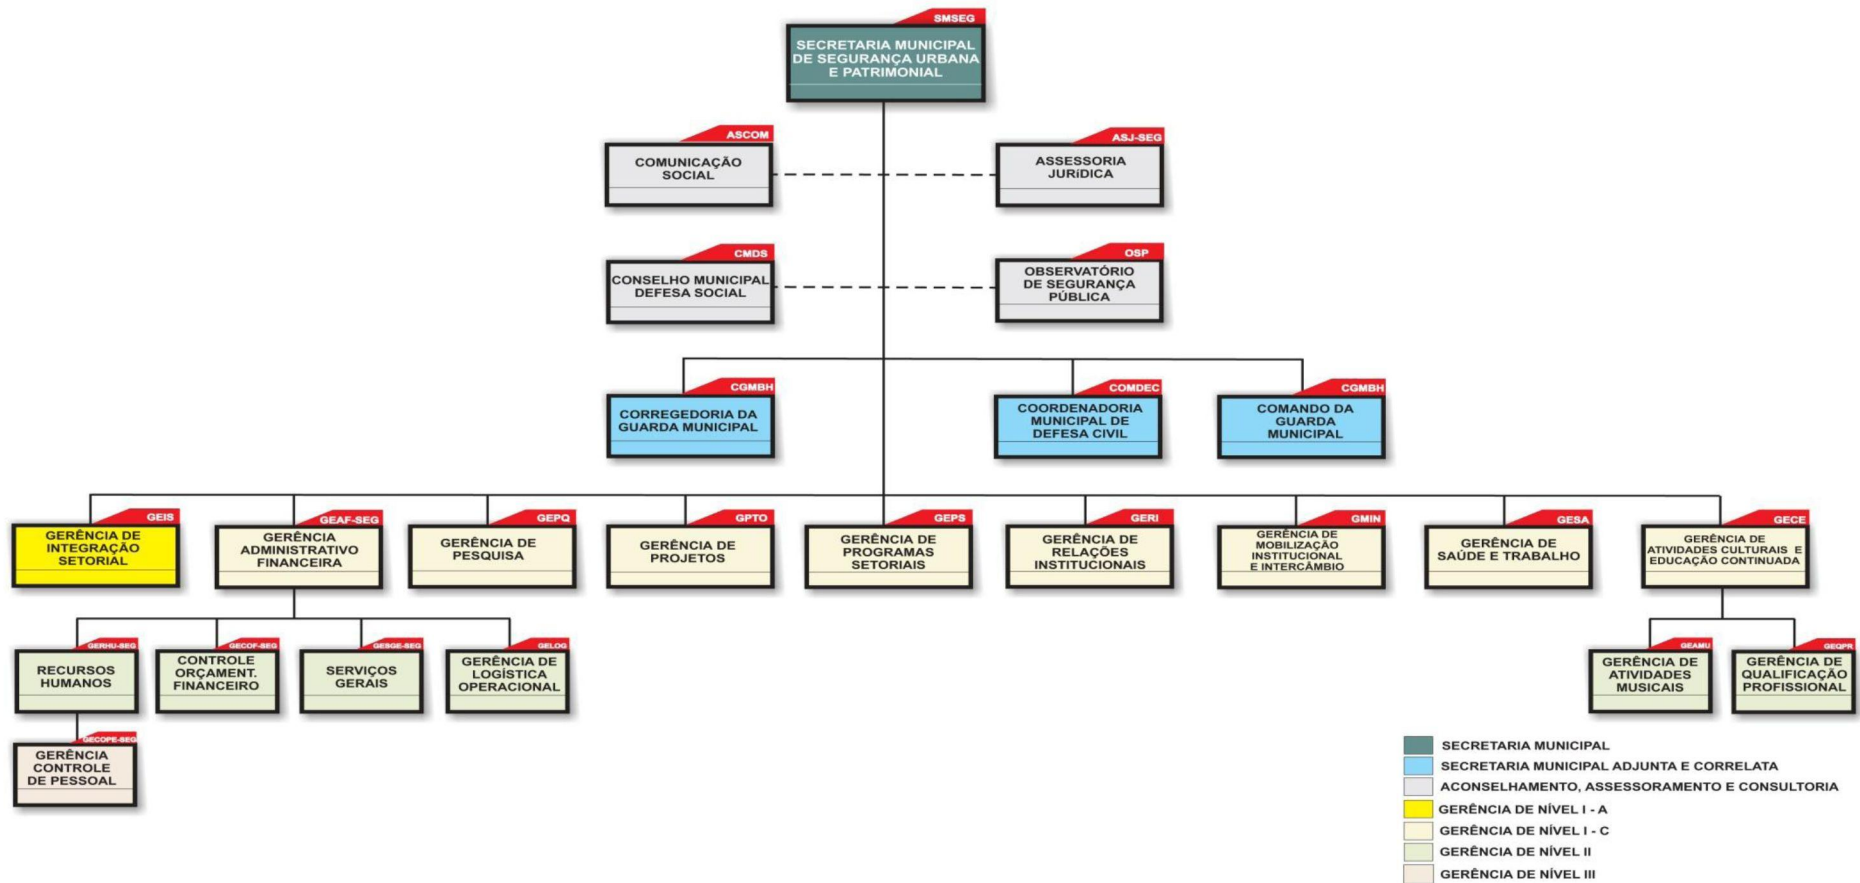 SMSEG
SECRETARIA MUNICIPAL
DE SEGURANÇA URBANA
E PATRIMONIAL
ASCOM
COMUNICAÇÃO
SOCIAL
ASJ-SEG
ASSESSORIA
JURíDICA
CMDS
CONSELHO MUNICIPAL
DEFESA SOCIAL
OSP
OBSERVATÓRIO
DE SEGURANÇA
PÚBLICA
CGMBH
CORREGEDORIA DA
GUARDA MUNICIPAL
COMDEC
COORDENADORIA
MUNICIPAL DE
DEFESA CIVIL
CGMBH
COMANDO DA
GUARDA
MUNICIPAL
GEIS
GERÊNCIA DE
INTEGRAÇÃO
SETORIAL
GEAF-SEG
GERÊNCIA
ADMINISTRATIVO
FINANCEIRA
GEPQ
GERÊNCIA DE
PESQUISA
GPTO
GERÊNCIA DE
PROJETOS
GEPS
GERÊNCIA DE
PROGRAMAS
SETORIAIS
GERI
GERÊNCIA DE
RELAÇÕES
INSTITUCIONAIS
GMIN
GERÊNCIA DE
MOBILIZAÇÃO
INSTITUCIONAL
E INTERCÂMBIO
GESA
GERÊNCIA DE
SAÚDE E TRABALHO
GECE
GERÊNCIA DE
ATIVIDADES CULTURAIS E
EDUCAÇÃO CONTINUADA
GERHU-SEG
RECURSOS
HUMANOS
GECOF-SEG
CONTROLE
ORÇAMENT.
FINANCEIRO
GESGE-SEG
SERVIÇOS
GERAIS
GELOG
GERÊNCIA DE
LOGÍSTICA
OPERACIONAL
GEAMU
GERÊNCIA DE
ATIVIDADES
MUSICAIS
GEQPR
GERÊNCIA DE
QUALIFICAÇÃO
PROFISSIONAL
GECOPE-SEG
GERÊNCIA
CONTROLE
DE PESSOAL
SECRETARIA MUNICIPAL
SECRETARIA MUNICIPAL ADJUNTA E CORRELATA
ACONSELHAMENTO, ASSESSORAMENTO E CONSULTORIA
GERÊNCIA DE NÍVEL I - A
GERÊNCIA DE NÍVEL I - C
GERÊNCIA DE NÍVEL II
GERÊNCIA DE NÍVEL III